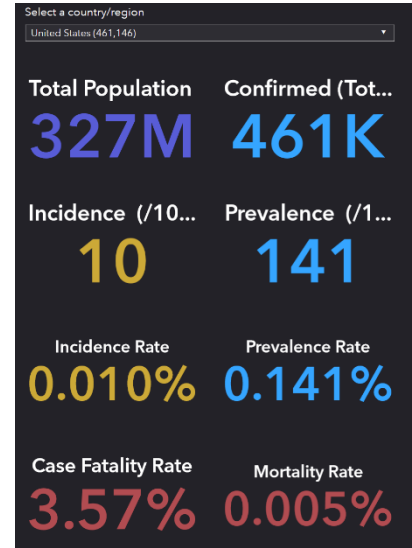 Select a country/region
United States (461,146)
Total Population
327M
Confirmed (Tot...
461K
Incidence (/10...
10
Prevalence (/1...
141
Incidence Rate
0.010%
Prevalence Rate
0.141%
Case Fatality Rate
3.57%
Mortality Rate
0.005%